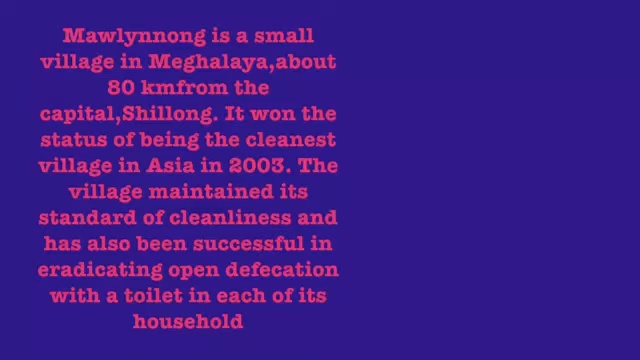 Mawlynnong is a small
village in Meghalaya,about
80 kmfrom the
capital,Shillong. It won the
status of being the cleanest
village in Asia in 2003. The
village maintained its
standard of cleanliness and
has also been successful in
eradicating open defecation
with a toilet in each of its
household